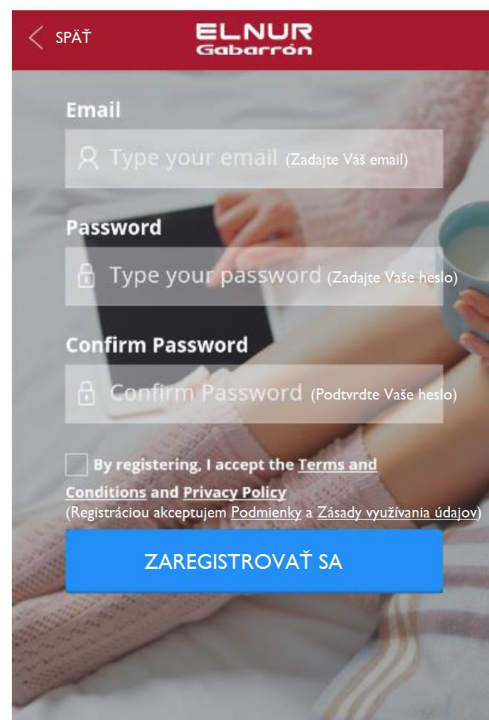 SPÄŤ
ELNUR
Gabarrón
Email
Type your email (Zadajte Váš email)
Password
Type your password (Zadajte Vaše heslo)
Confirm Password
Confirm Password (Podtvrdte Vaše heslo)
By registering, I accept the Terms and
Conditions and Privacy Policy
(Registráciou akceptujem Podmienky a Zásady využívania údajov)
ZAREGISTROVAŤ SA